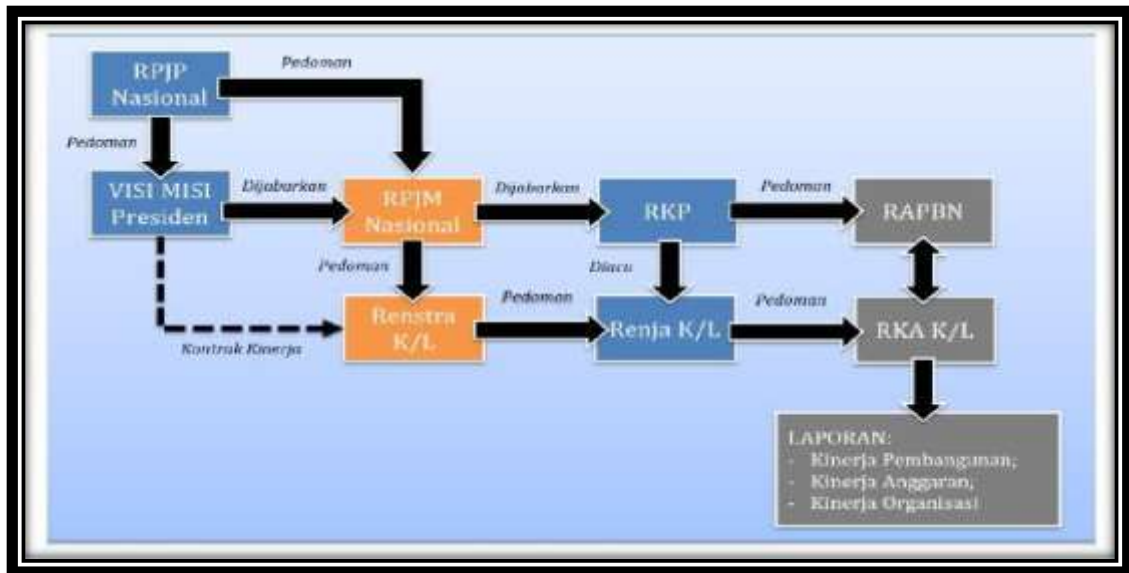 RPJP
Nasional
Pedoman
Pedoman
VISI MISI
Presiden
Dijabarkan
RPJM
Nasional
Dijabarkan
RKP
Pedoman
RAPBN
Pedoman
Diacu
Kontrak Kinerja
Renstra
K/L
Pedoman
Renja K/L
Pedoman
RKA K/L
LAPORAN:
- Kinerja Pembangunan,
- Kinerja Anggaran,
- Kinerja Organisasi